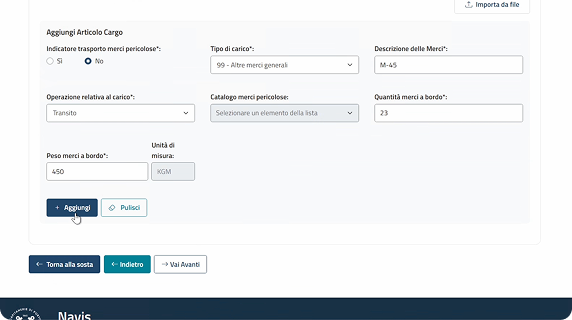 Importa da file
Aggiungi Articolo Cargo
Indicatore trasporto merci pericolose*:
Tipo di carico*:
Descrizione delle Merci*:
Sì
No
99 - Altre merci generali
M-45
Operazione relativa al carico*:
Catalogo merci pericolose:
Quantità merci a bordo*:
Transito
Selezionare un elemento della lista
23
Peso merci a bordo*:
Unità di
misura:
450
KGM
+ Aggiungi
Pulisci
← Torna alla sosta
← Indietro
→ Vai Avanti
Navis